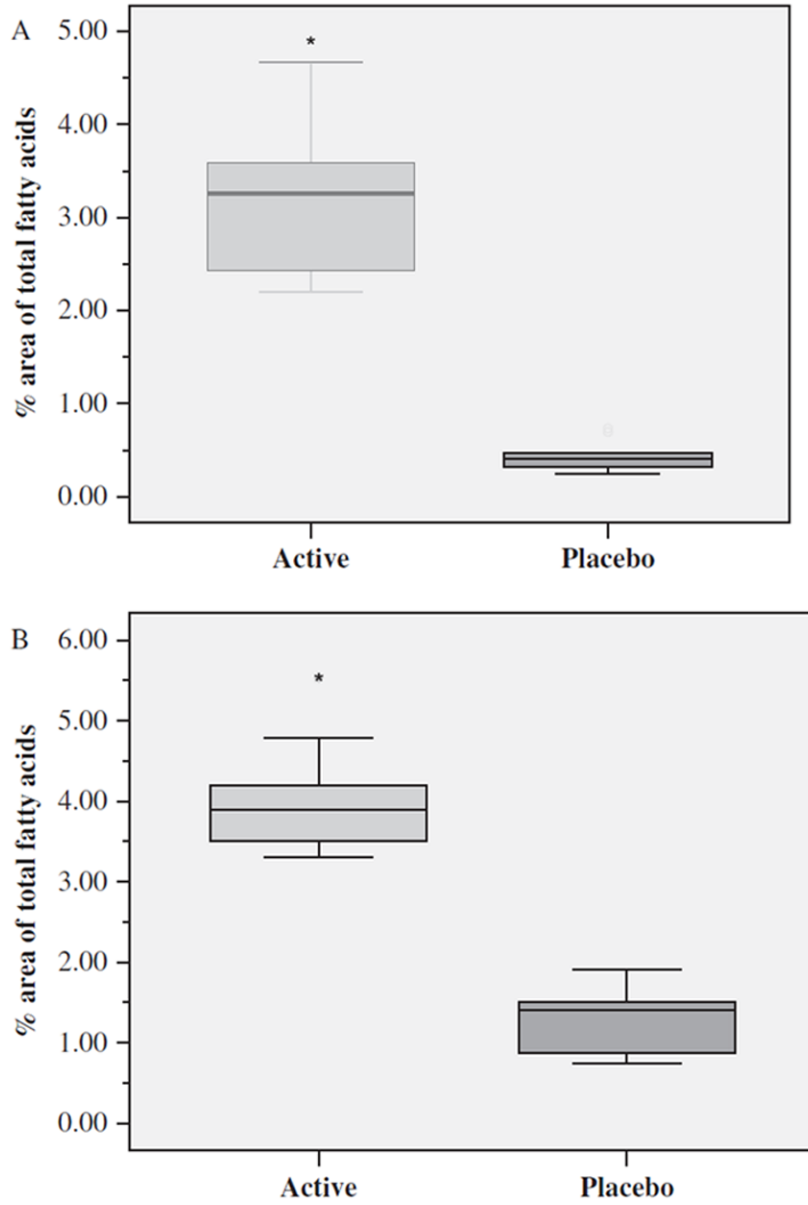 A
% area of total fatty acids
5.00
*
4.00
3.00
2.00
1.00
0.00
Active Placebo
B
% area of total fatty acids
6.00
*
5.00
4.00
3.00
2.00
1.00
0.00
Active Placebo